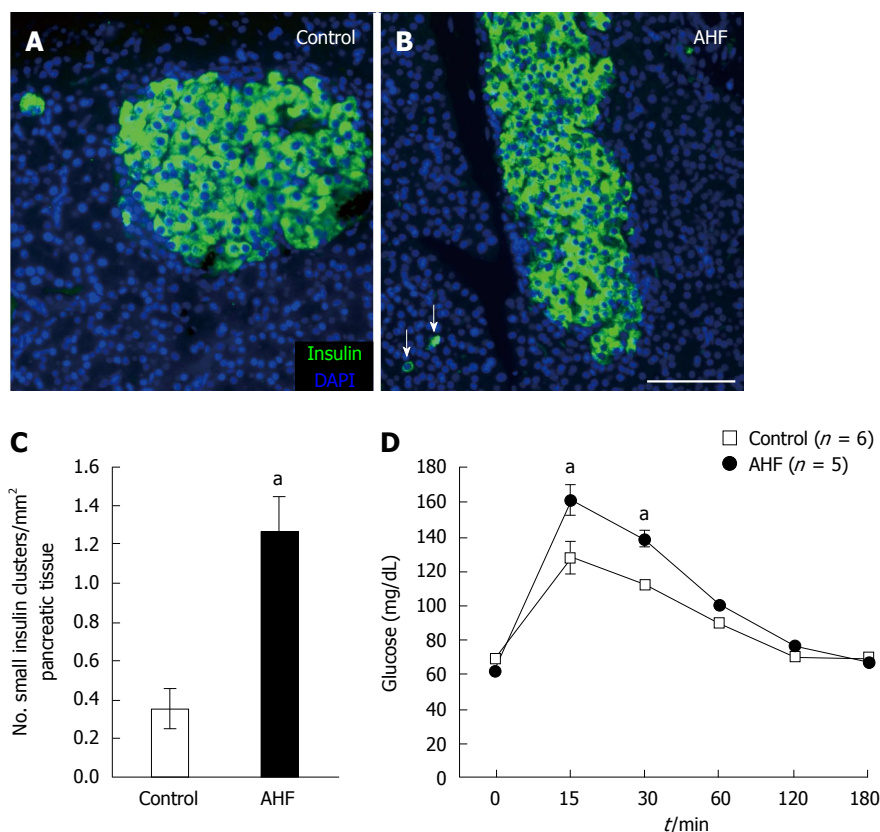 A
Control
B
AHF
Insulin
DAPI
C
No. small insulin clusters/mm²
pancreatic tissue
1.6
1.4
1.2
1.0
0.8
0.6
0.4
0.2
0.0
a
Control
AHF
D
Control (n = 6)
AHF (n = 5)
Glucose (mg/dL)
180
160
140
120
100
80
60
40
20
0
a
a
0
15
30
60
120
180
t/min